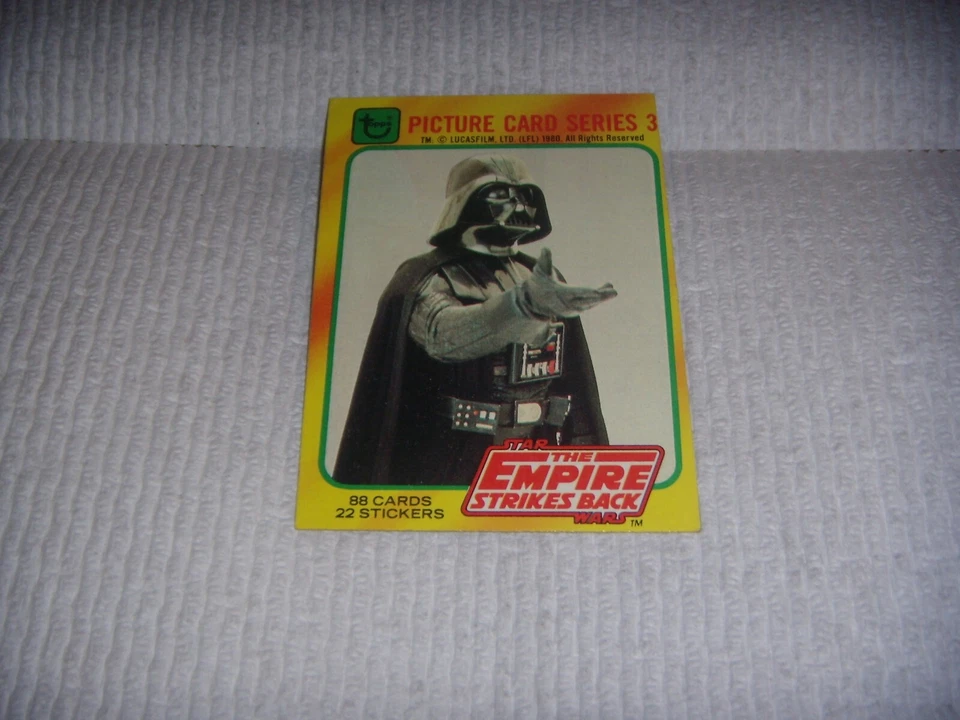 Topps
PICTURE CARD SERIES 3
TM: © LUCASFILM, LTD. (LFL) 1980. All Rights Reserved
STAR
THE
EMPIRE
STRIKES BACK
WARS
TM
88 CARDS
22 STICKERS